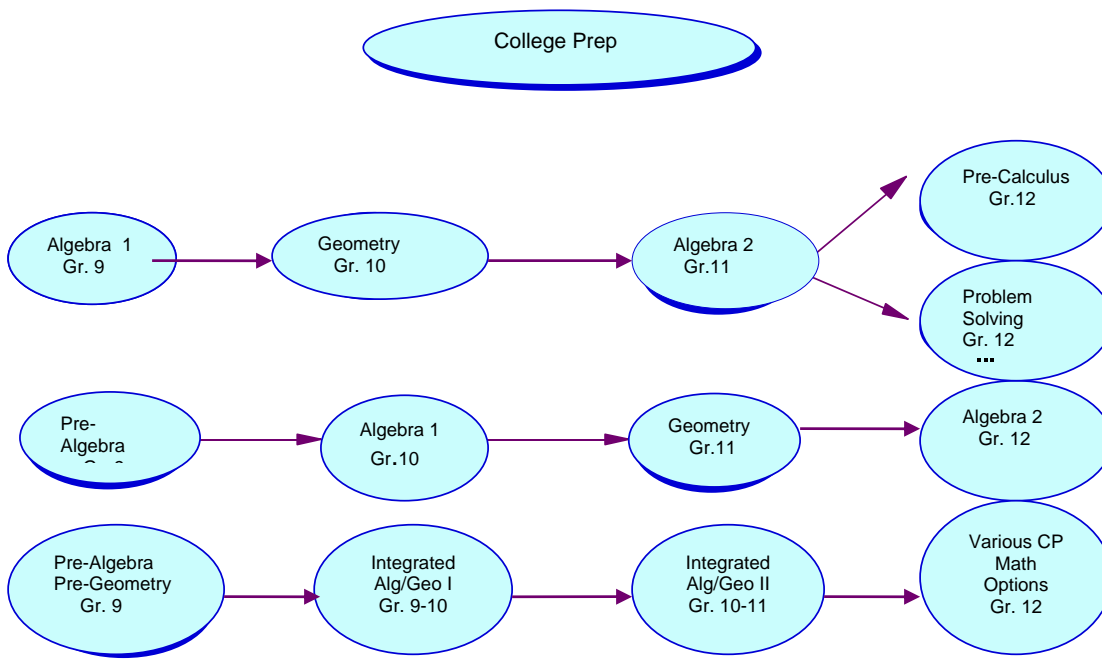 College Prep
Algebra 1
Gr. 9
Geometry
Gr. 10
Algebra 2
Gr.11
Pre-Calculus
Gr.12
Problem
Solving
Gr. 12
...
Pre-
Algebra
Algebra 1
Gr.10
Geometry
Gr.11
Algebra 2
Gr. 12
Pre-Algebra
Pre-Geometry
Gr. 9
Integrated
Alg/Geo I
Gr. 9-10
Integrated
Alg/Geo II
Gr. 10-11
Various CP
Math
Options
Gr. 12